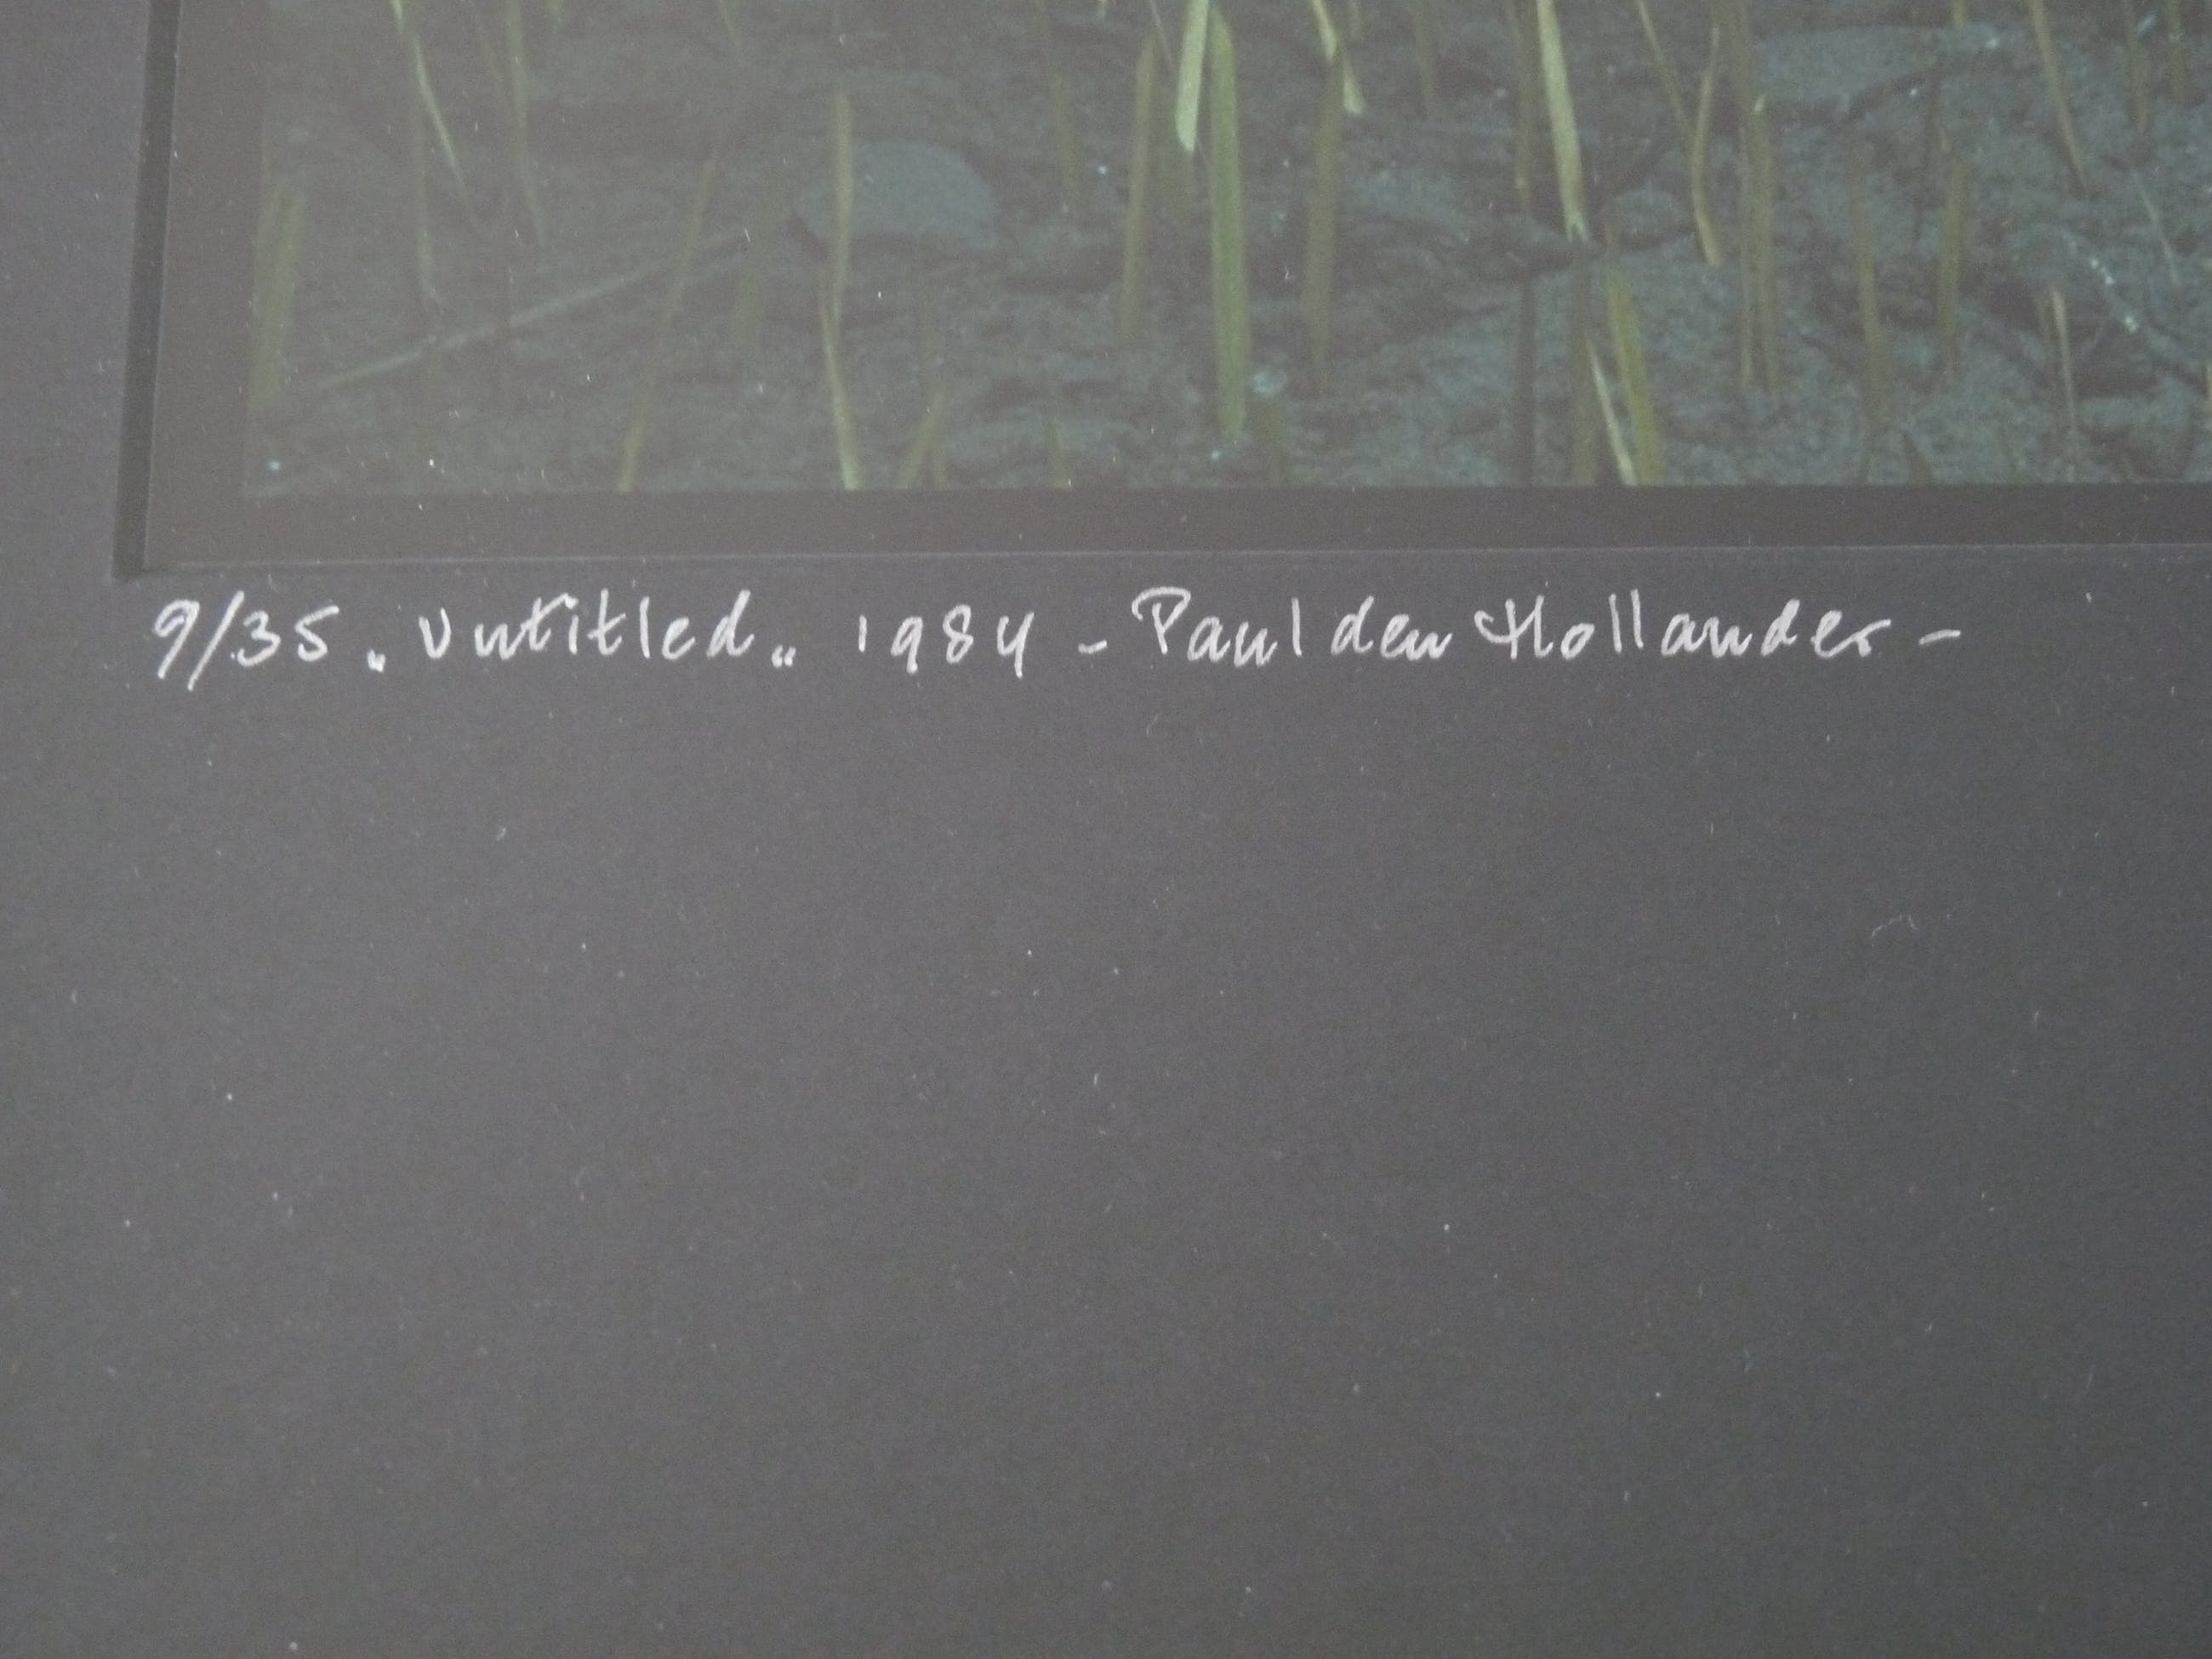 9/35 „Untitled„ 1984 - Paul den Hollander -